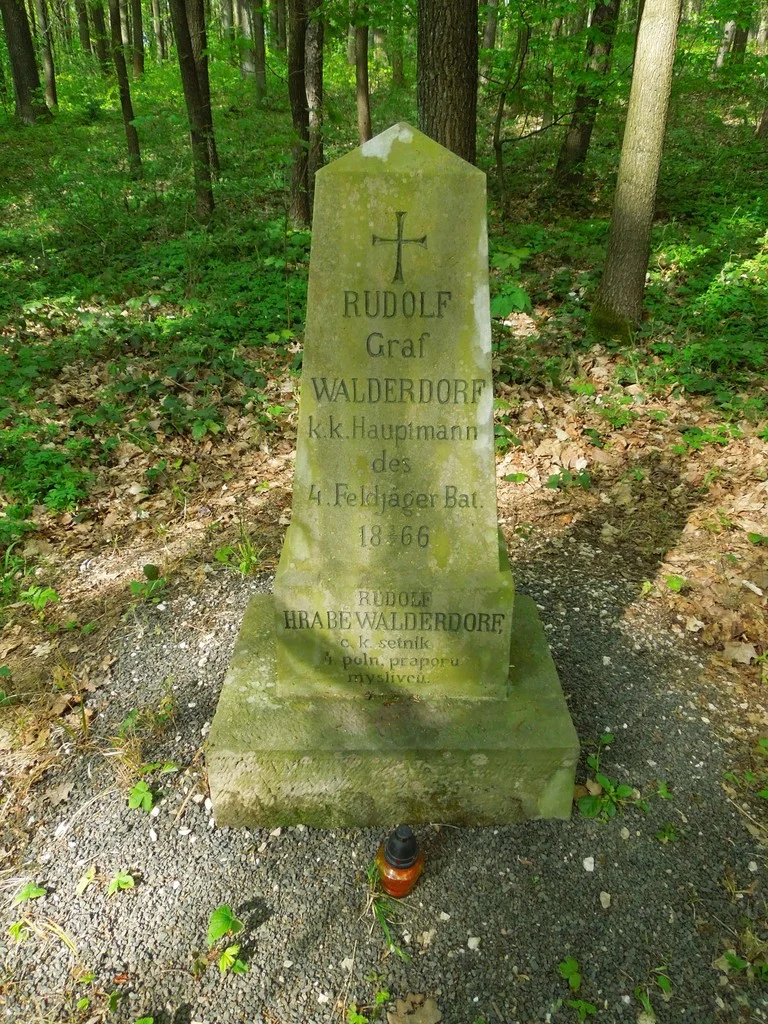 RUDOLF
Graf
WALDERDORF
k.k. Hauptmann
des
4. Feldjäger Bat.
1866
RUDOLF
HRABE WALDERDORF,
c. k. setník
4 poln. praporu
myslivců.